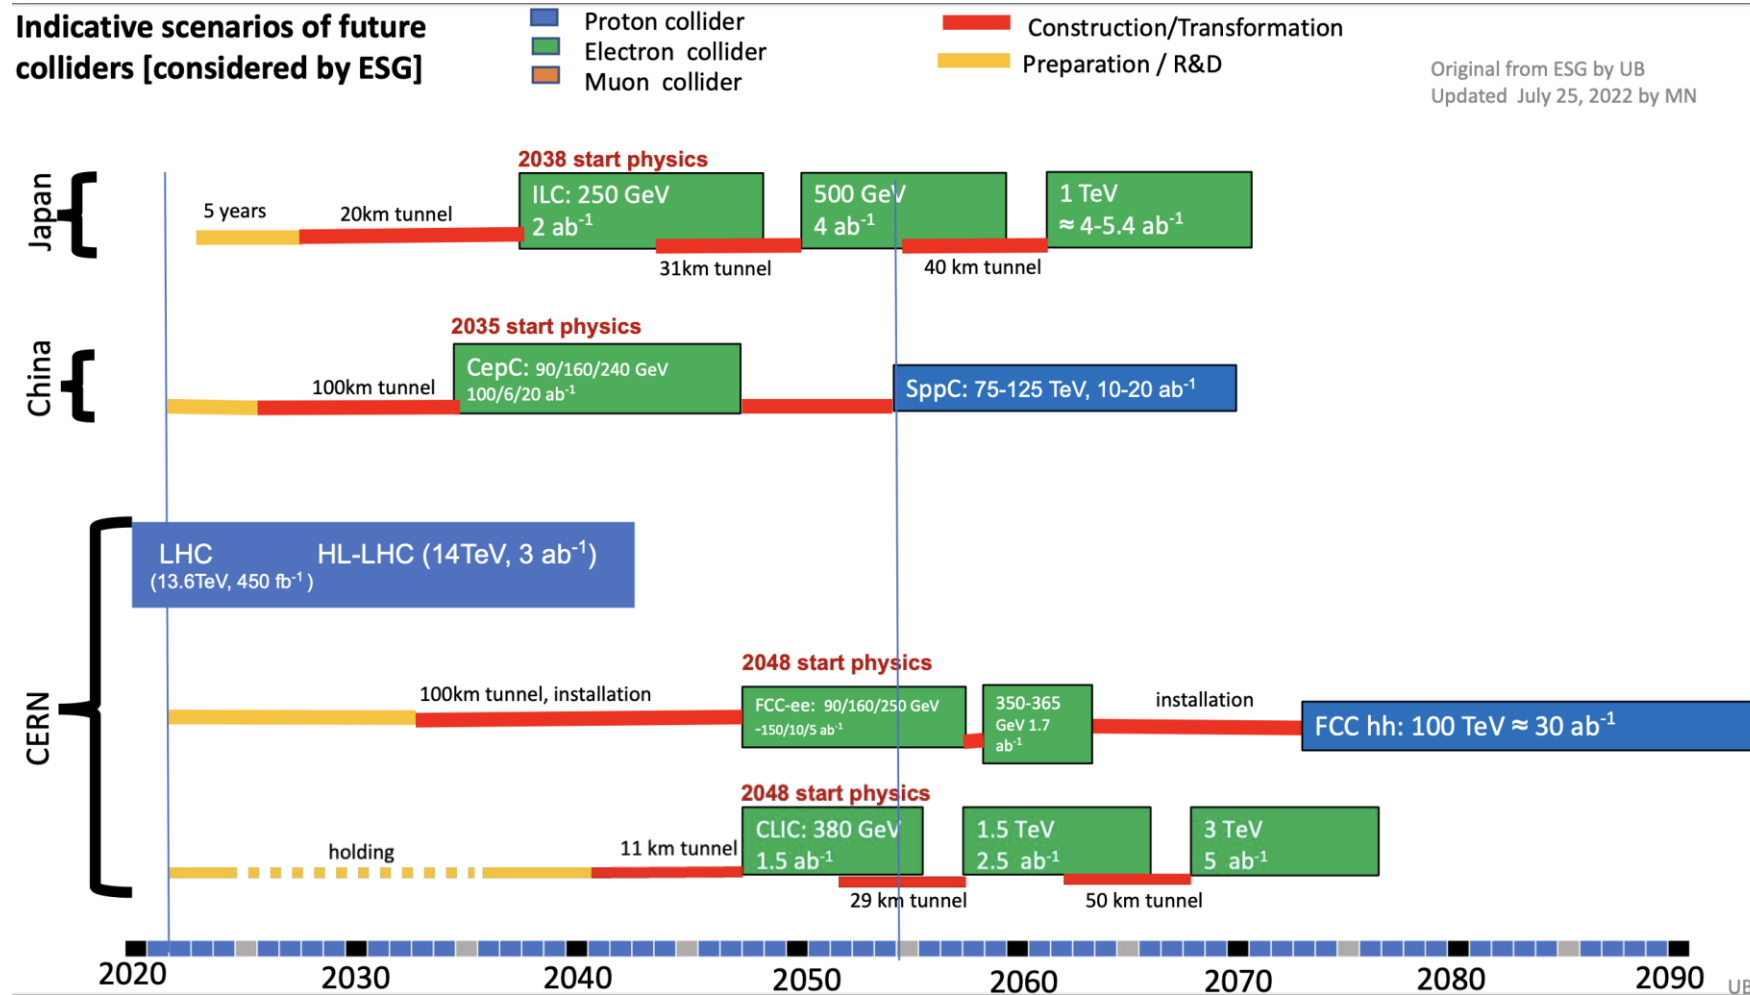 Indicative scenarios of future
colliders [considered by ESG]
Proton collider
Electron collider
Muon collider
Construction/Transformation
Preparation / R&D
Original from ESG by UB
Updated July 25, 2022 by MN
Japan
5 years
20km tunnel
2038 start physics
ILC: 250 GeV
2 ab⁻¹
31km tunnel
500 GeV
4 ab⁻¹
40 km tunnel
1 TeV
≈ 4-5.4 ab⁻¹
China
100km tunnel
2035 start physics
CepC: 90/160/240 GeV
100/6/20 ab⁻¹
SppC: 75-125 TeV, 10-20 ab⁻¹
CERN
LHC
(13.6TeV, 450 fb⁻¹)
HL-LHC (14TeV, 3 ab⁻¹)
100km tunnel, installation
2048 start physics
FCC-ee: 90/160/250 GeV
~150/10/5 ab⁻¹
350-365
GeV 1.7
ab⁻¹
installation
FCC hh: 100 TeV ≈ 30 ab⁻¹
holding
11 km tunnel
2048 start physics
CLIC: 380 GeV
1.5 ab⁻¹
29 km tunnel
1.5 TeV
2.5 ab⁻¹
50 km tunnel
3 TeV
5 ab⁻¹
2020 2030 2040 2050 2060 2070 2080 2090
UB